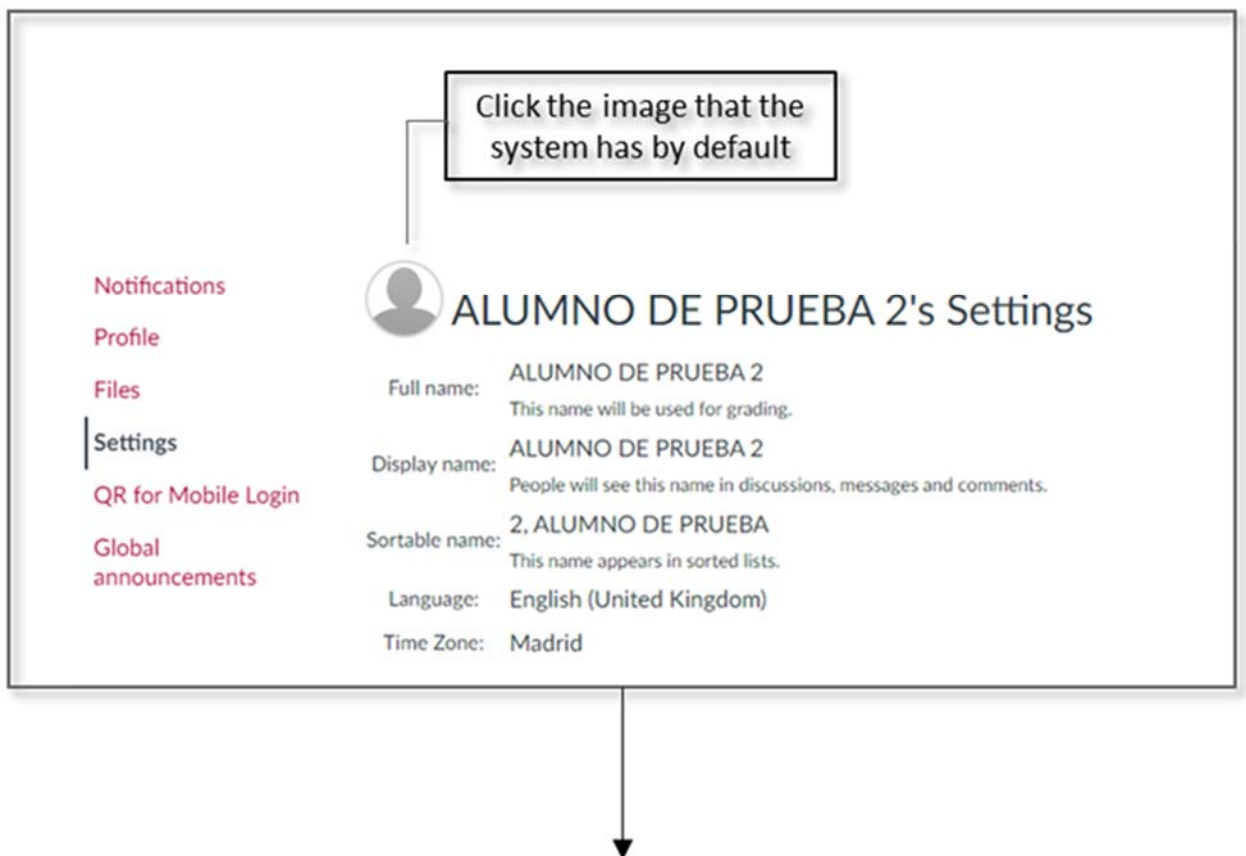 Click the image that the
system has by default
Notifications
Profile
Files
Settings
QR for Mobile Login
Global
announcements
ALUMNO DE PRUEBA 2's Settings
Full name:
ALUMNO DE PRUEBA 2
This name will be used for grading.
Display name:
ALUMNO DE PRUEBA 2
People will see this name in discussions, messages and comments.
Sortable name:
2, ALUMNO DE PRUEBA
This name appears in sorted lists.
Language:
English (United Kingdom)
Time Zone:
Madrid